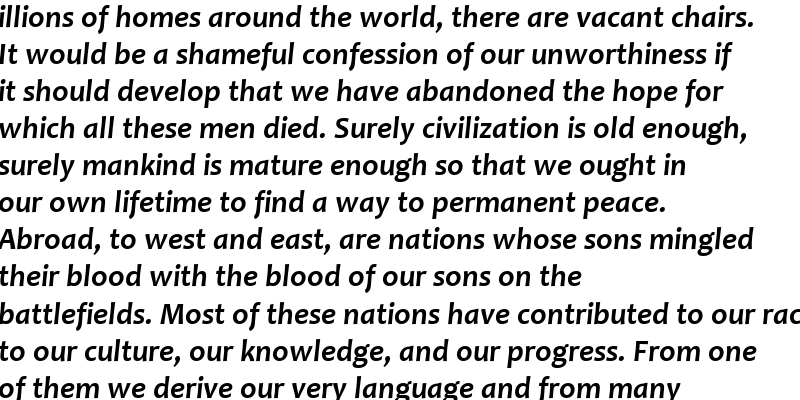 illions of homes around the world, there are vacant chairs.
It would be a shameful confession of our unworthiness if
it should develop that we have abandoned the hope for
which all these men died. Surely civilization is old enough,
surely mankind is mature enough so that we ought in
our own lifetime to find a way to permanent peace.
Abroad, to west and east, are nations whose sons mingled
their blood with the blood of our sons on the
battlefields. Most of these nations have contributed to our rac
to our culture, our knowledge, and our progress. From one
of them we derive our very language and from many